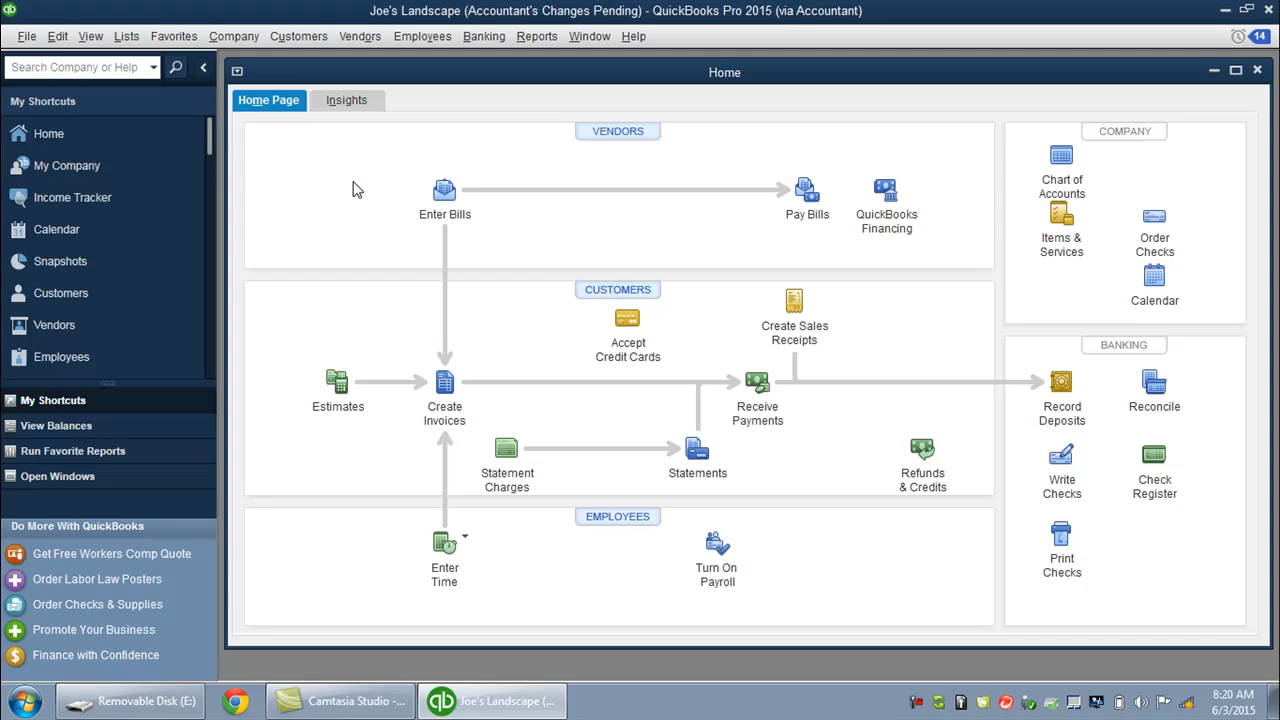 Joe's Landscape (Accountant's Changes Pending) - QuickBooks Pro 2015 (via Accountant)
File Edit View Lists Favorites Company Customers Vendors Employees Banking Reports Window Help
14
Search Company or Help
My Shortcuts
Home
My Company
Income Tracker
Calendar
Snapshots
Customers
Vendors
Employees
My Shortcuts
View Balances
Run Favorite Reports
Open Windows
Do More With QuickBooks
Get Free Workers Comp Quote
Order Labor Law Posters
Order Checks & Supplies
Promote Your Business
Finance with Confidence
Home
Home Page
Insights
VENDORS
Enter Bills
Pay Bills
QuickBooks
Financing
CUSTOMERS
Accept
Credit Cards
Create Sales
Receipts
Estimates
Create
Invoices
Receive
Payments
Statement
Charges
Statements
Refunds
& Credits
EMPLOYEES
Enter
Time
Turn On
Payroll
COMPANY
Chart of
Accounts
Items &
Services
Order
Checks
Calendar
BANKING
Record
Deposits
Reconcile
Write
Checks
Check
Register
Print
Checks
qb
Removable Disk (E:)
Camtasia Studio -...
qb
Joe's Landscape (...
8:20 AM
6/3/2015